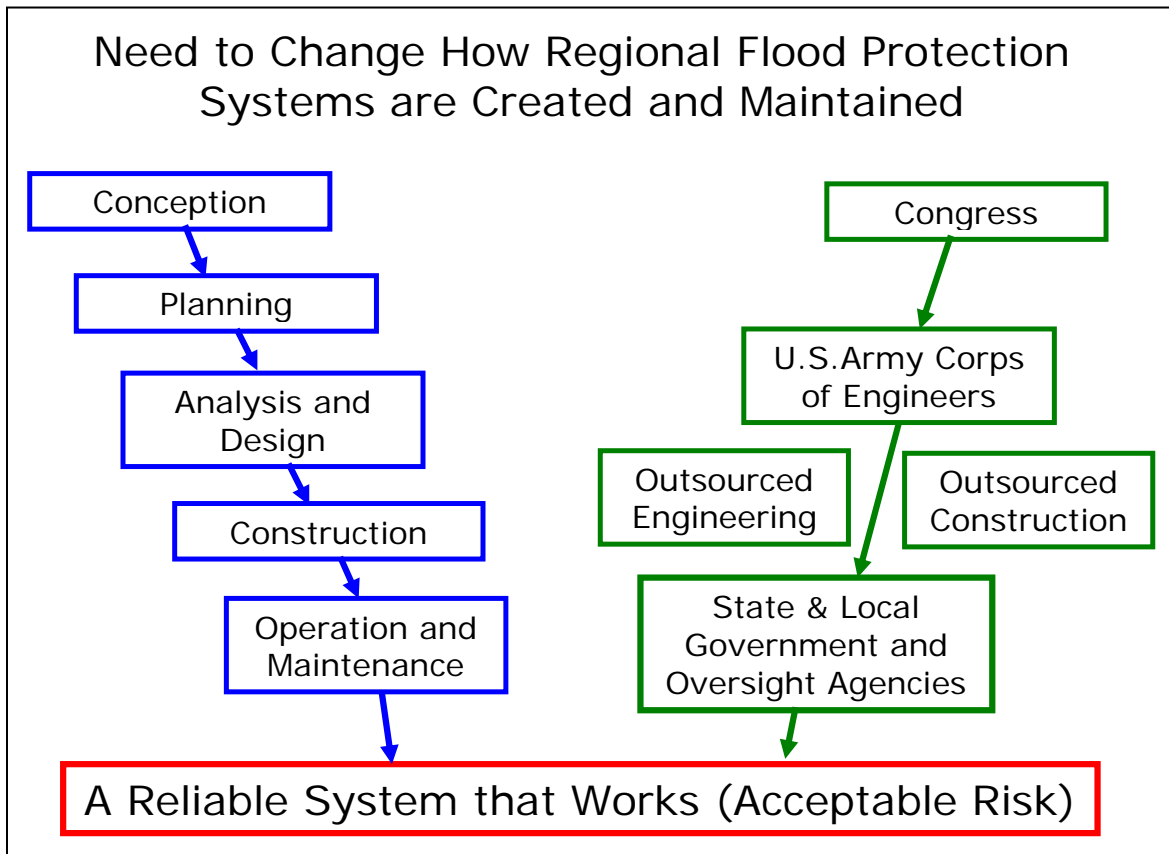 Need to Change How Regional Flood Protection
Systems are Created and Maintained
Conception
Planning
Analysis and
Design
Construction
Operation and
Maintenance
Congress
U.S.Army Corps
of Engineers
Outsourced
Engineering
Outsourced
Construction
State & Local
Government and
Oversight Agencies
A Reliable System that Works (Acceptable Risk)